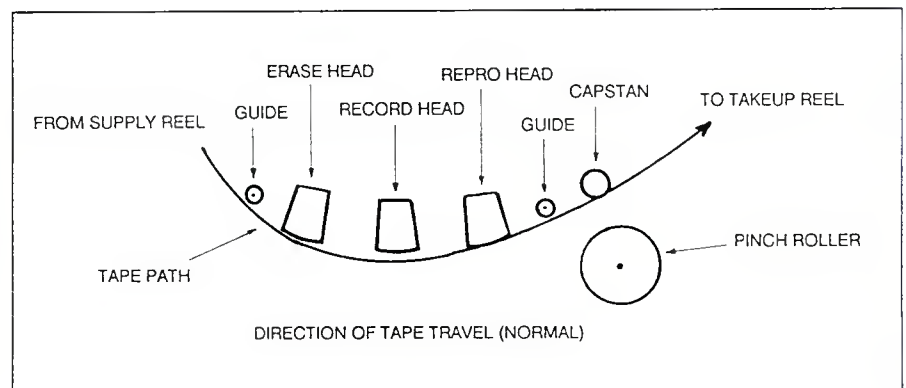 ERASE HEAD
REPRO HEAD
CAPSTAN
TO TAKEUP REEL
GUIDE
RECORD HEAD
FROM SUPPLY REEL
GUIDE
PINCH ROLLER
TAPE PATH
DIRECTION OF TAPE TRAVEL (NORMAL)